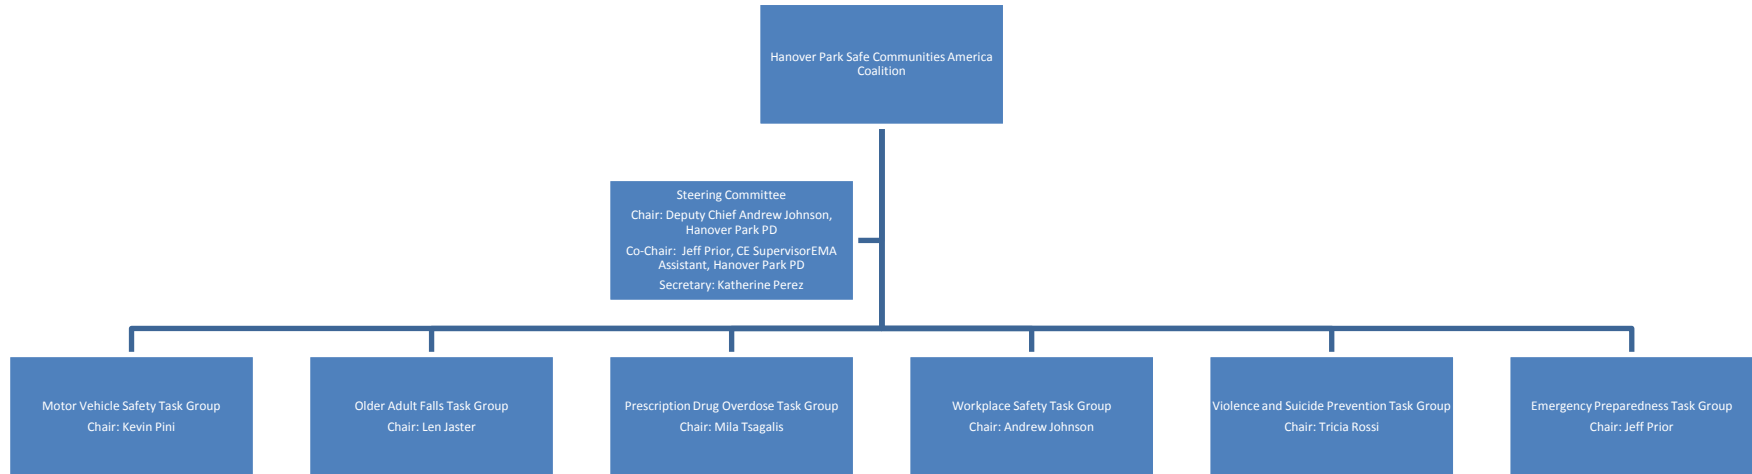 Hanover Park Safe Communities America
Coalition
Steering Committee
Chair: Deputy Chief Andrew Johnson,
Hanover Park PD
Co-Chair:  Jeff Prior, CE SupervisorEMA
Assistant, Hanover Park PD
Secretary: Katherine Perez
Motor Vehicle Safety Task Group
Chair: Kevin Pini
Older Adult Falls Task Group
Chair: Len Jaster
Prescription Drug Overdose Task Group
Chair: Mila Tsagalis
Workplace Safety Task Group
Chair: Andrew Johnson
Violence and Suicide Prevention Task Group
Chair: Tricia Rossi
Emergency Preparedness Task Group
Chair: Jeff Prior